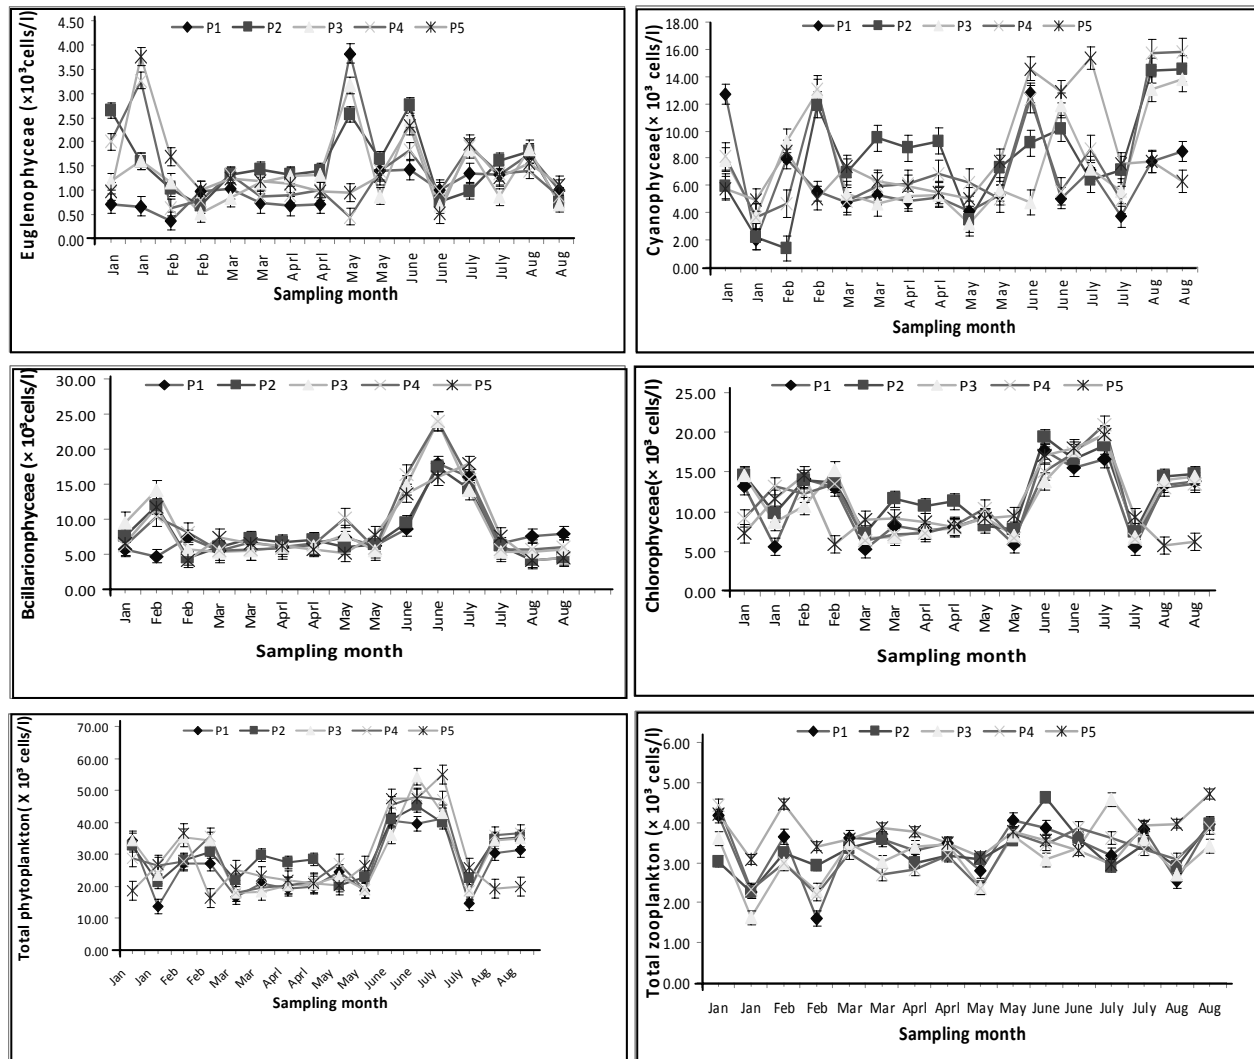 4.50
4.00
3.50
3.00
2.50
2.00
1.50
1.00
0.50
0.00
Euglenophyceae (×10³cells/l)
P1 P2 P3 P4 P5
Jan Jan Feb Feb Mar Mar Aprl Aprl May May June June July July Aug Aug
Sampling month
18.00
16.00
14.00
12.00
10.00
8.00
6.00
4.00
2.00
0.00
Cyanophyceae(× 10³ cells/l)
P1 P2 P3 P4 P5
Jan Jan Feb Feb Mar Mar Aprl Aprl May May June June July July Aug Aug
Sampling month
30.00
25.00
20.00
15.00
10.00
5.00
0.00
Bcillarionphyceae (× 10³cells/l)
P1 P2 P3 P4 P5
Jan Feb Feb Mar Mar Aprl Aprl May May June June July July Aug Aug
Sampling month
25.00
20.00
15.00
10.00
5.00
0.00
Chlorophyceae(× 10³ cells/l)
P1 P2 P3 P4 P5
Jan Jan Feb Feb Mar Mar Aprl Aprl May May June June July July Aug Aug
Sampling month
70.00
60.00
50.00
40.00
30.00
20.00
10.00
0.00
Total phytoplankton( X 10³ cells/l)
P1 P2 P3 P4 P5
Jan Jan Feb Feb Mar Mar Aprl Aprl May May June June July July Aug Aug
Sampling month
6.00
5.00
4.00
3.00
2.00
1.00
0.00
Total zooplankton (× 10³ cells/l)
P1 P2 P3 P4 P5
Jan Jan Feb Feb Mar Mar Aprl Aprl May May June June July July Aug Aug
Sampling month